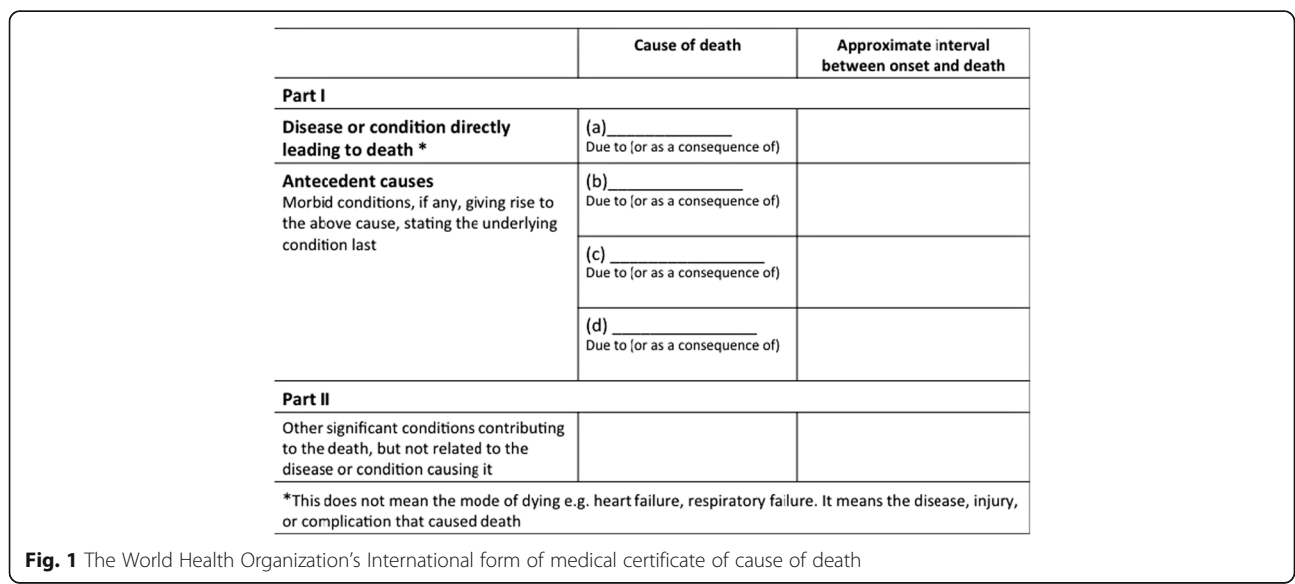 Cause of death
Approximate interval
between onset and death
Part I
Disease or condition directly
leading to death *
(a)_____________
Due to (or as a consequence of)
Antecedent causes
Morbid conditions, if any, giving rise to
the above cause, stating the underlying
condition last
(b)______________
Due to (or as a consequence of)
(c) ________________
Due to (or as a consequence of)
(d) _______________
Due to (or as a consequence of)
Part II
Other significant conditions contributing
to the death, but not related to the
disease or condition causing it
*This does not mean the mode of dying e.g. heart failure, respiratory failure. It means the disease, injury,
or complication that caused death
Fig. 1 The World Health Organization's International form of medical certificate of cause of death